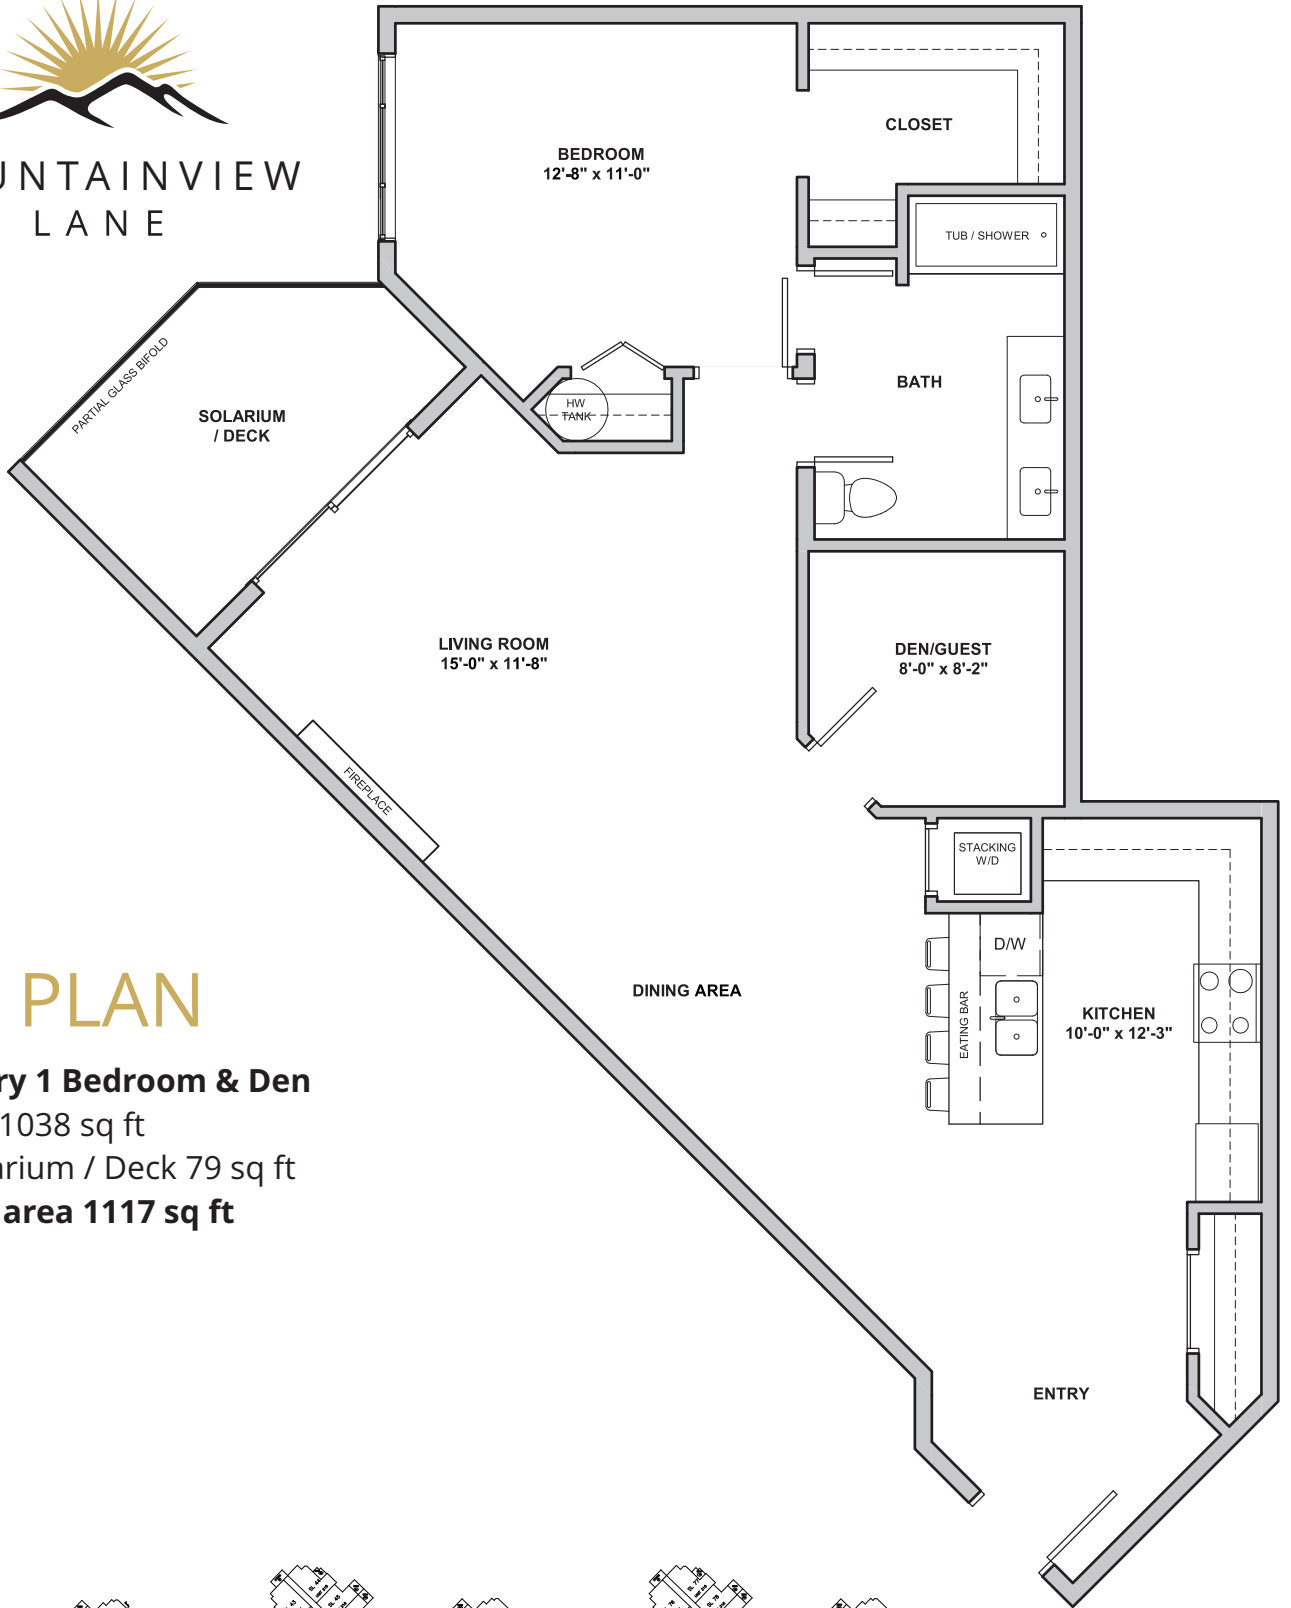 UNTAINVIEW
LANE
BEDROOM
12'-8" x 11'-0"
CLOSET
TUB / SHOWER
PARTIAL GLASS BIFOLD
SOLARIUM
/ DECK
HW
TANK
BATH
LIVING ROOM
15'-0" x 11'-8"
DEN/GUEST
8'-0" x 8'-2"
FIREPLACE
STACKING
W/D
D/W
EATING BAR
DINING AREA
KITCHEN
10'-0" x 12'-3"
PLAN
ry 1 Bedroom & Den
1038 sq ft
arium / Deck 79 sq ft
area 1117 sq ft
ENTRY